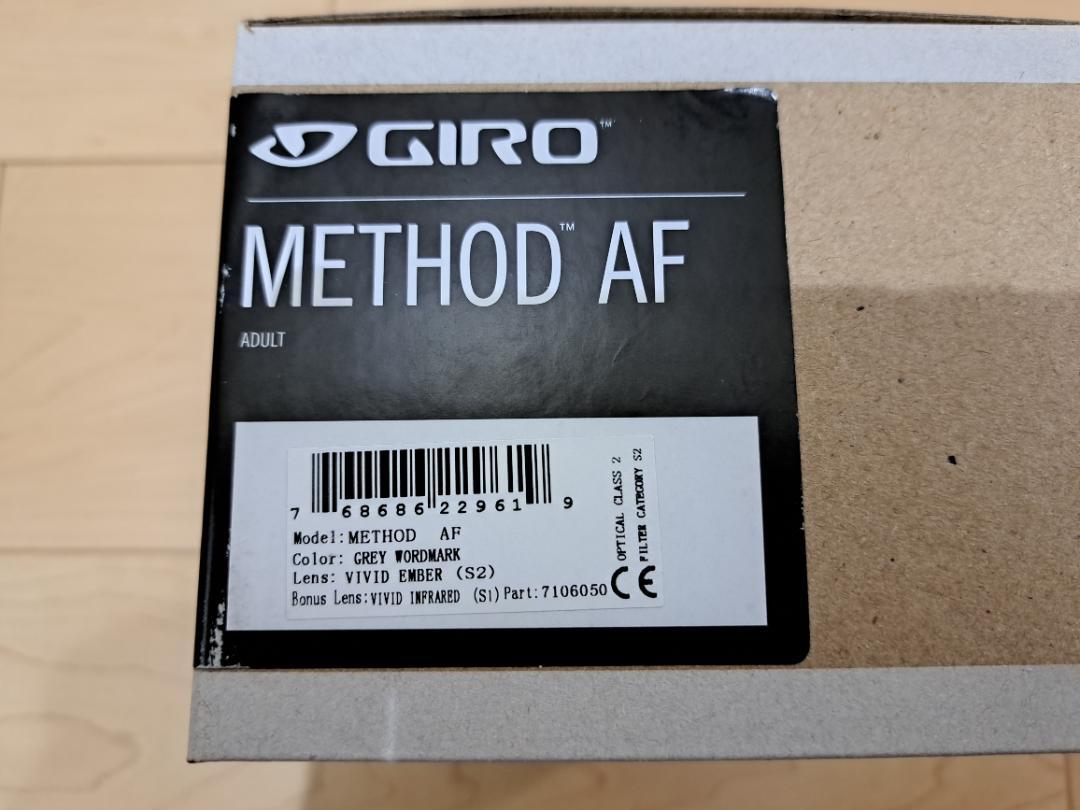 GIRO™
METHOD™ AF
ADULT
7 68686 22961 9
Model: METHOD AF
Color: GREY WORDMARK
Lens: VIVID EMBER (S2)
Bonus Lens: VIVID INFRARED (S1) Part: 7106050
CE
OPTICAL CLASS 2
FILTER CATEGORY S2